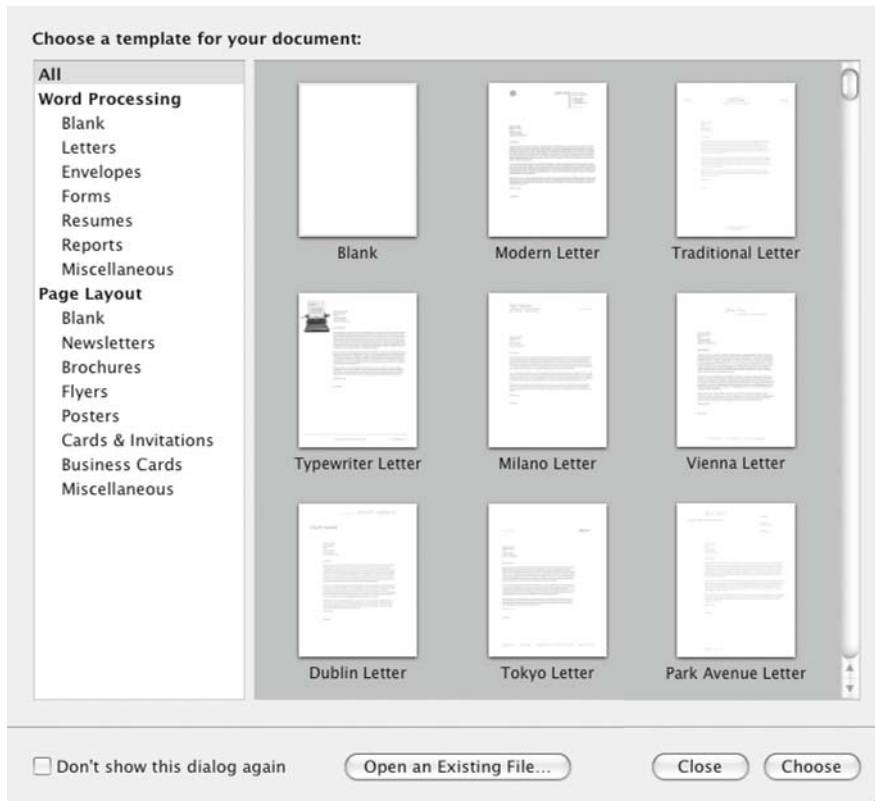 Choose a template for your document:
All
Word Processing
Blank
Letters
Envelopes
Forms
Resumes
Reports
Miscellaneous
Page Layout
Blank
Newsletters
Brochures
Flyers
Posters
Cards & Invitations
Business Cards
Miscellaneous
Blank
Modern Letter
Traditional Letter
Typewriter Letter
Milano Letter
Vienna Letter
Dublin Letter
Tokyo Letter
Park Avenue Letter
Don't show this dialog again
Open an Existing File...
Close
Choose